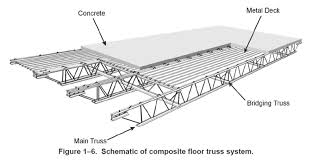 Concrete
Metal Deck
Bridging Truss
Main Truss
Figure 1–6. Schematic of composite floor truss system.